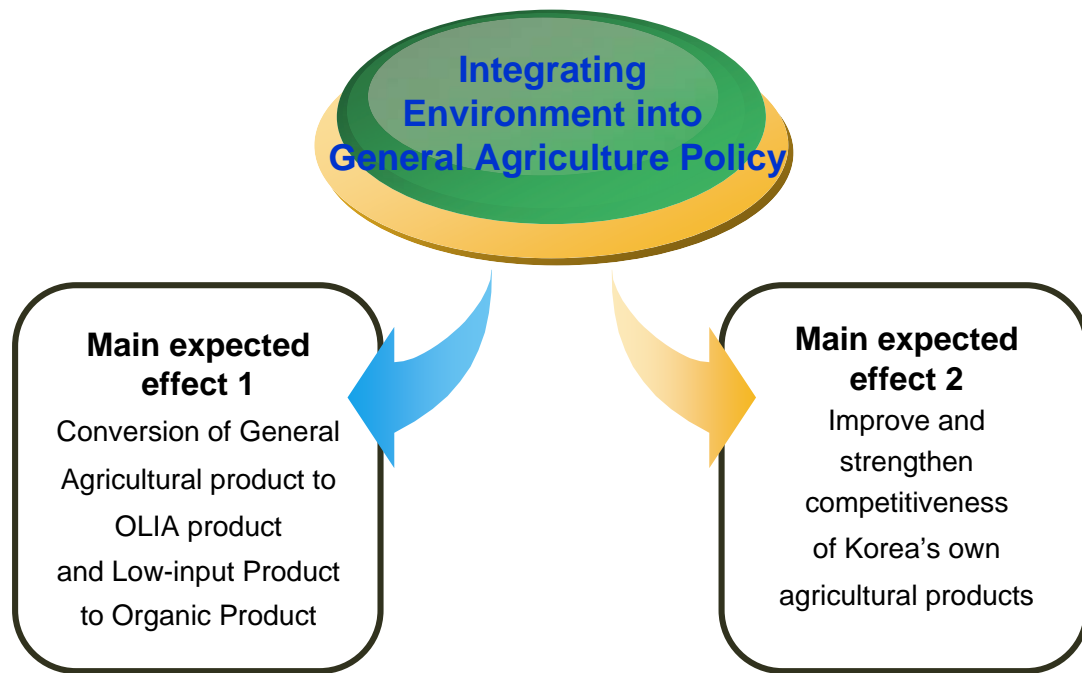 Integrating
Environment into
General Agriculture Policy
Main expected
effect 1
Conversion of General
Agricultural product to
OLIA product
and Low-input Product
to Organic Product
Main expected
effect 2
Improve and
strengthen
competitiveness
of Korea’s own
agricultural products